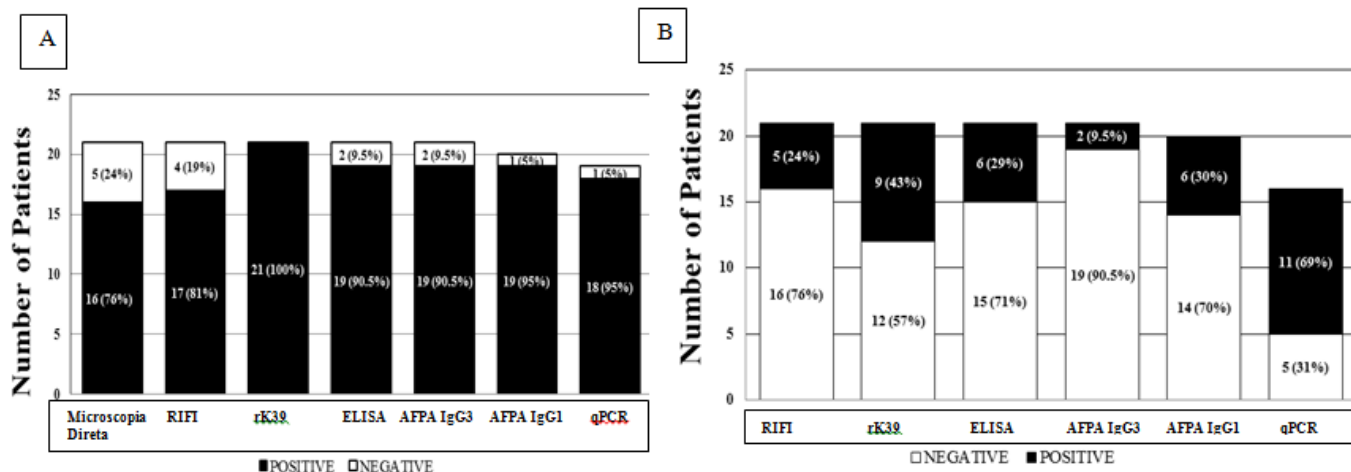 A
Number of Patients
25
20
15
10
5
0
5 (24%)
4 (19%)
2 (9.5%)
2 (9.5%)
1 (5%)
1 (5%)
16 (76%)
17 (81%)
21 (100%)
19 (90.5%)
19 (90.5%)
19 (95%)
18 (95%)
Microscopia Direta
RIFI
rK39
ELISA
AFPA IgG3
AFPA IgG1
qPCR
POSITIVE NEGATIVE
B
Number of Patients
25
20
15
10
5
0
5 (24%)
9 (43%)
6 (29%)
2 (9.5%)
6 (30%)
11 (69%)
16 (76%)
12 (57%)
15 (71%)
19 (90.5%)
14 (70%)
5 (31%)
RIFI
rK39
ELISA
AFPA IgG3
AFPA IgG1
qPCR
NEGATIVE POSITIVE